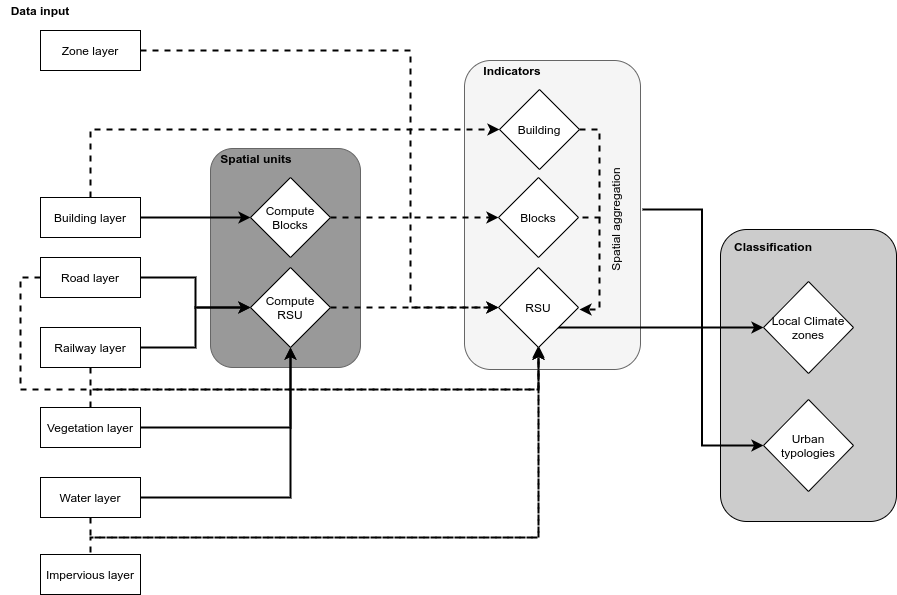 Data input
Zone layer
Indicators
Building
Spatial units
Building layer
Compute
Blocks
Blocks
Spatial aggregation
Road layer
Compute
RSU
RSU
Railway layer
Classification
Local Climate
zones
Vegetation layer
Urban
typologies
Water layer
Impervious layer